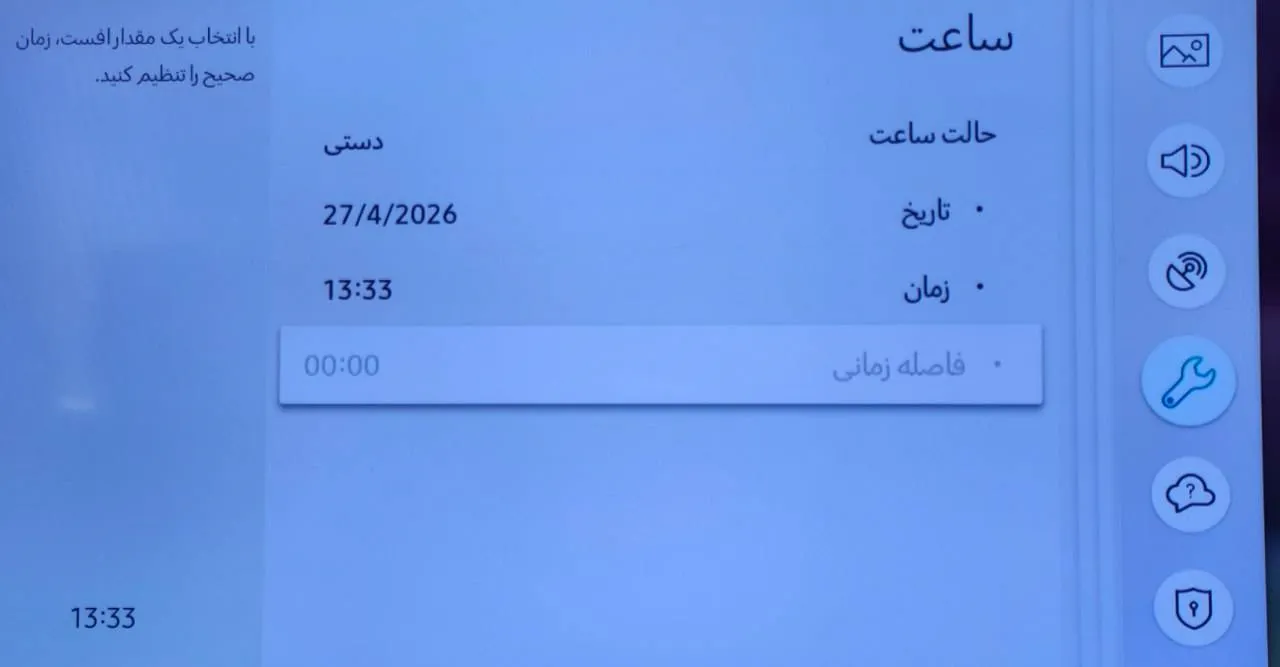 ساعت
حالت ساعت دستی
• تاریخ 27/4/2026
• زمان 13:33
• فاصله زمانی 00:00
با انتخاب یک مقدار افست، زمان
صحیح را تنظیم کنید.
13:33
?